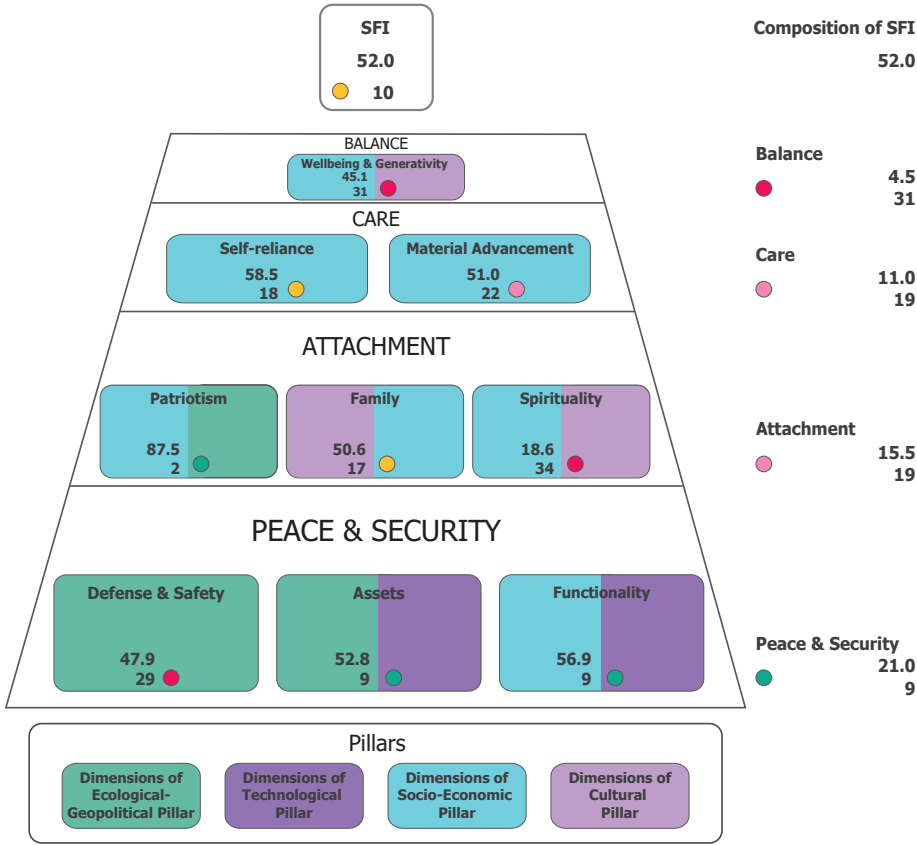 SFI
52.0
10
Composition of SFI
52.0
BALANCE
Wellbeing & Generativity
45.1
31
Balance
4.5
31
CARE
Self-reliance
58.5
18
Material Advancement
51.0
22
Care
11.0
19
ATTACHMENT
Patriotism
87.5
2
Family
50.6
17
Spirituality
18.6
34
Attachment
15.5
19
PEACE & SECURITY
Defense & Safety
47.9
29
Assets
52.8
9
Functionality
56.9
9
Peace & Security
21.0
9
Pillars
Dimensions of
Ecological-
Geopolitical Pillar
Dimensions of
Technological
Pillar
Dimensions of
Socio-Economic
Pillar
Dimensions of
Cultural
Pillar